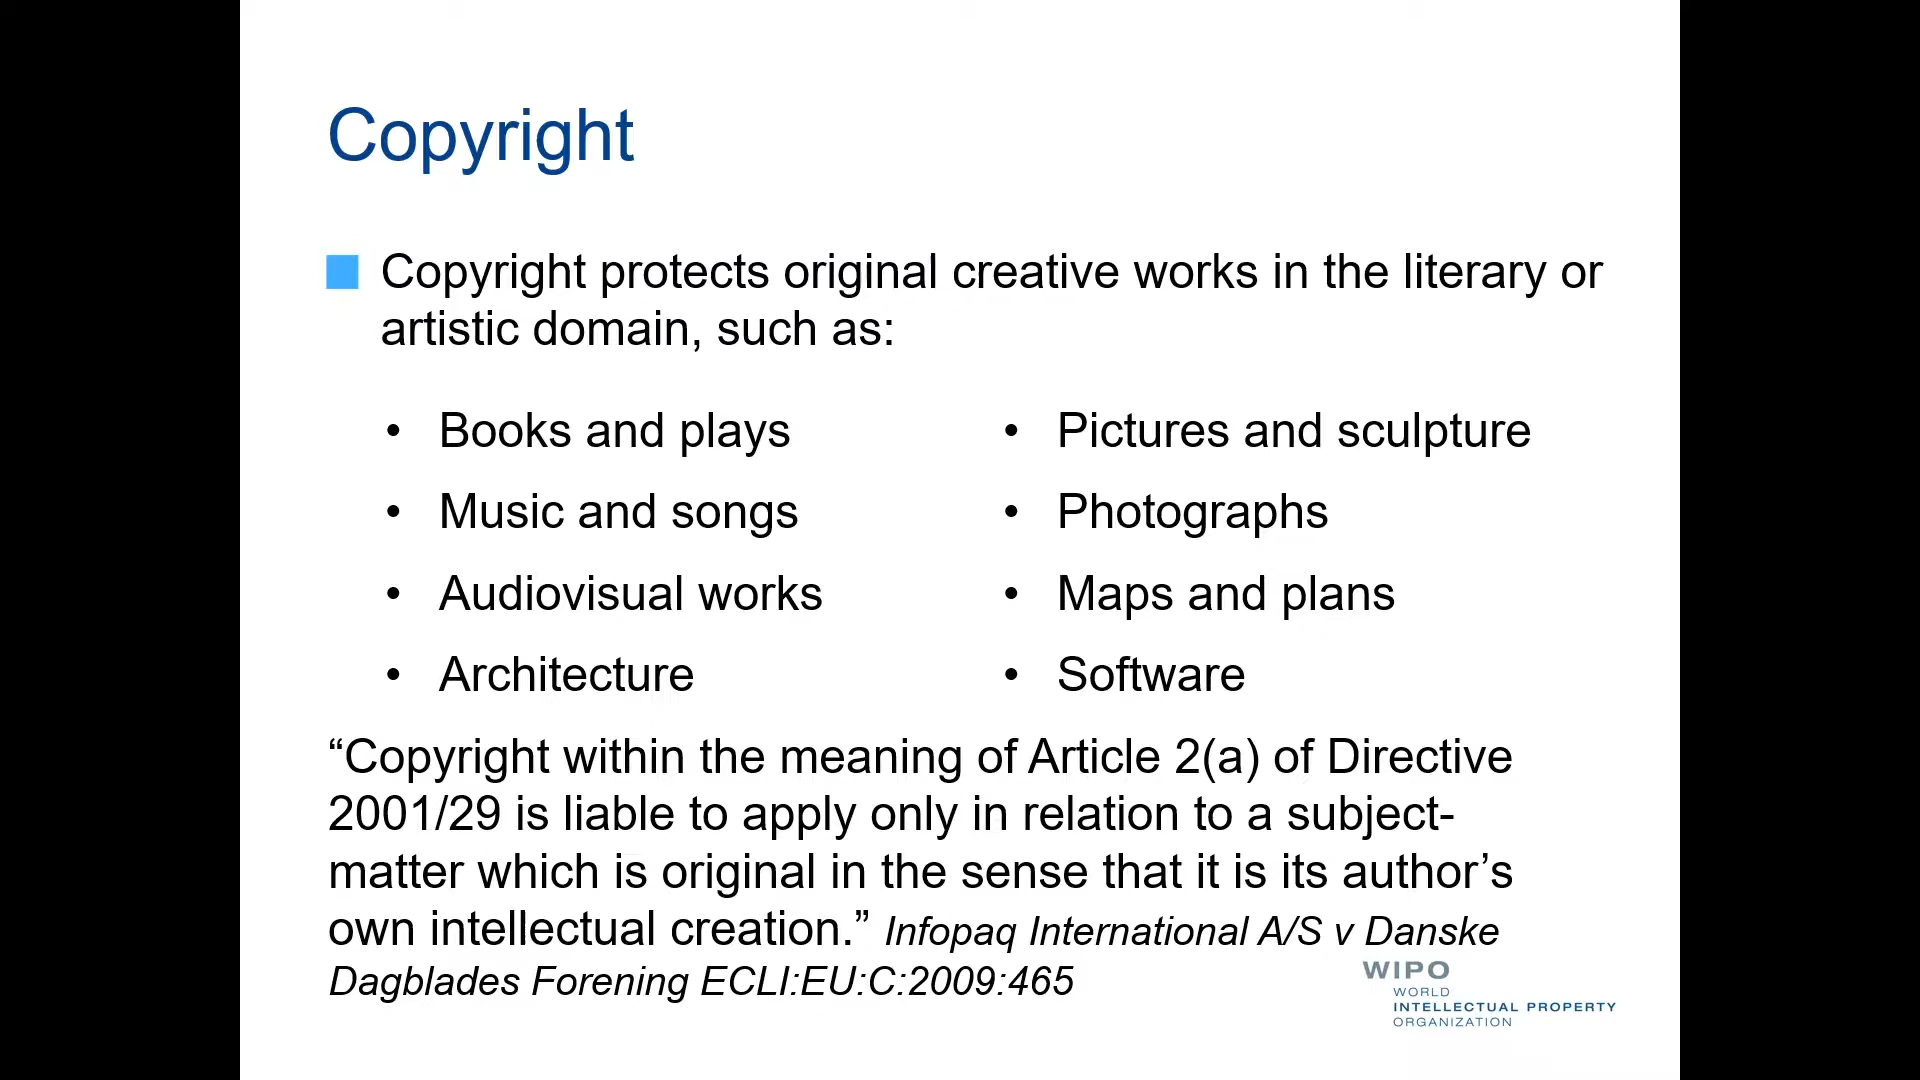 Copyright
Copyright protects original creative works in the literary or
artistic domain, such as:
• Books and plays
• Music and songs
• Audiovisual works
• Architecture
• Pictures and sculpture
• Photographs
• Maps and plans
• Software
“Copyright within the meaning of Article 2(a) of Directive
2001/29 is liable to apply only in relation to a subject-
matter which is original in the sense that it is its author’s
own intellectual creation.” Infopaq International A/S v Danske
Dagblades Forening ECLI:EU:C:2009:465
WIPO
WORLD
INTELLECTUAL PROPERTY
ORGANIZATION